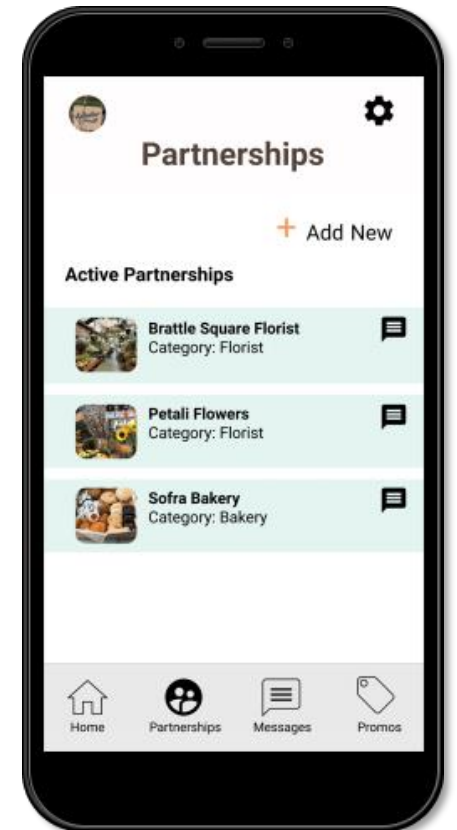 Partnerships
+ Add New
Active Partnerships
Brattle Square Florist
Category: Florist
Petali Flowers
Category: Florist
Sofra Bakery
Category: Bakery
Home Partnerships Messages Promos